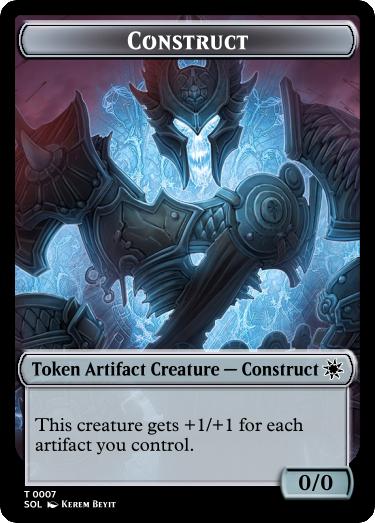 Construct
Token Artifact Creature — Construct
This creature gets +1/+1 for each
artifact you control.
0/0
T 0007
SOL Kerem Beyit